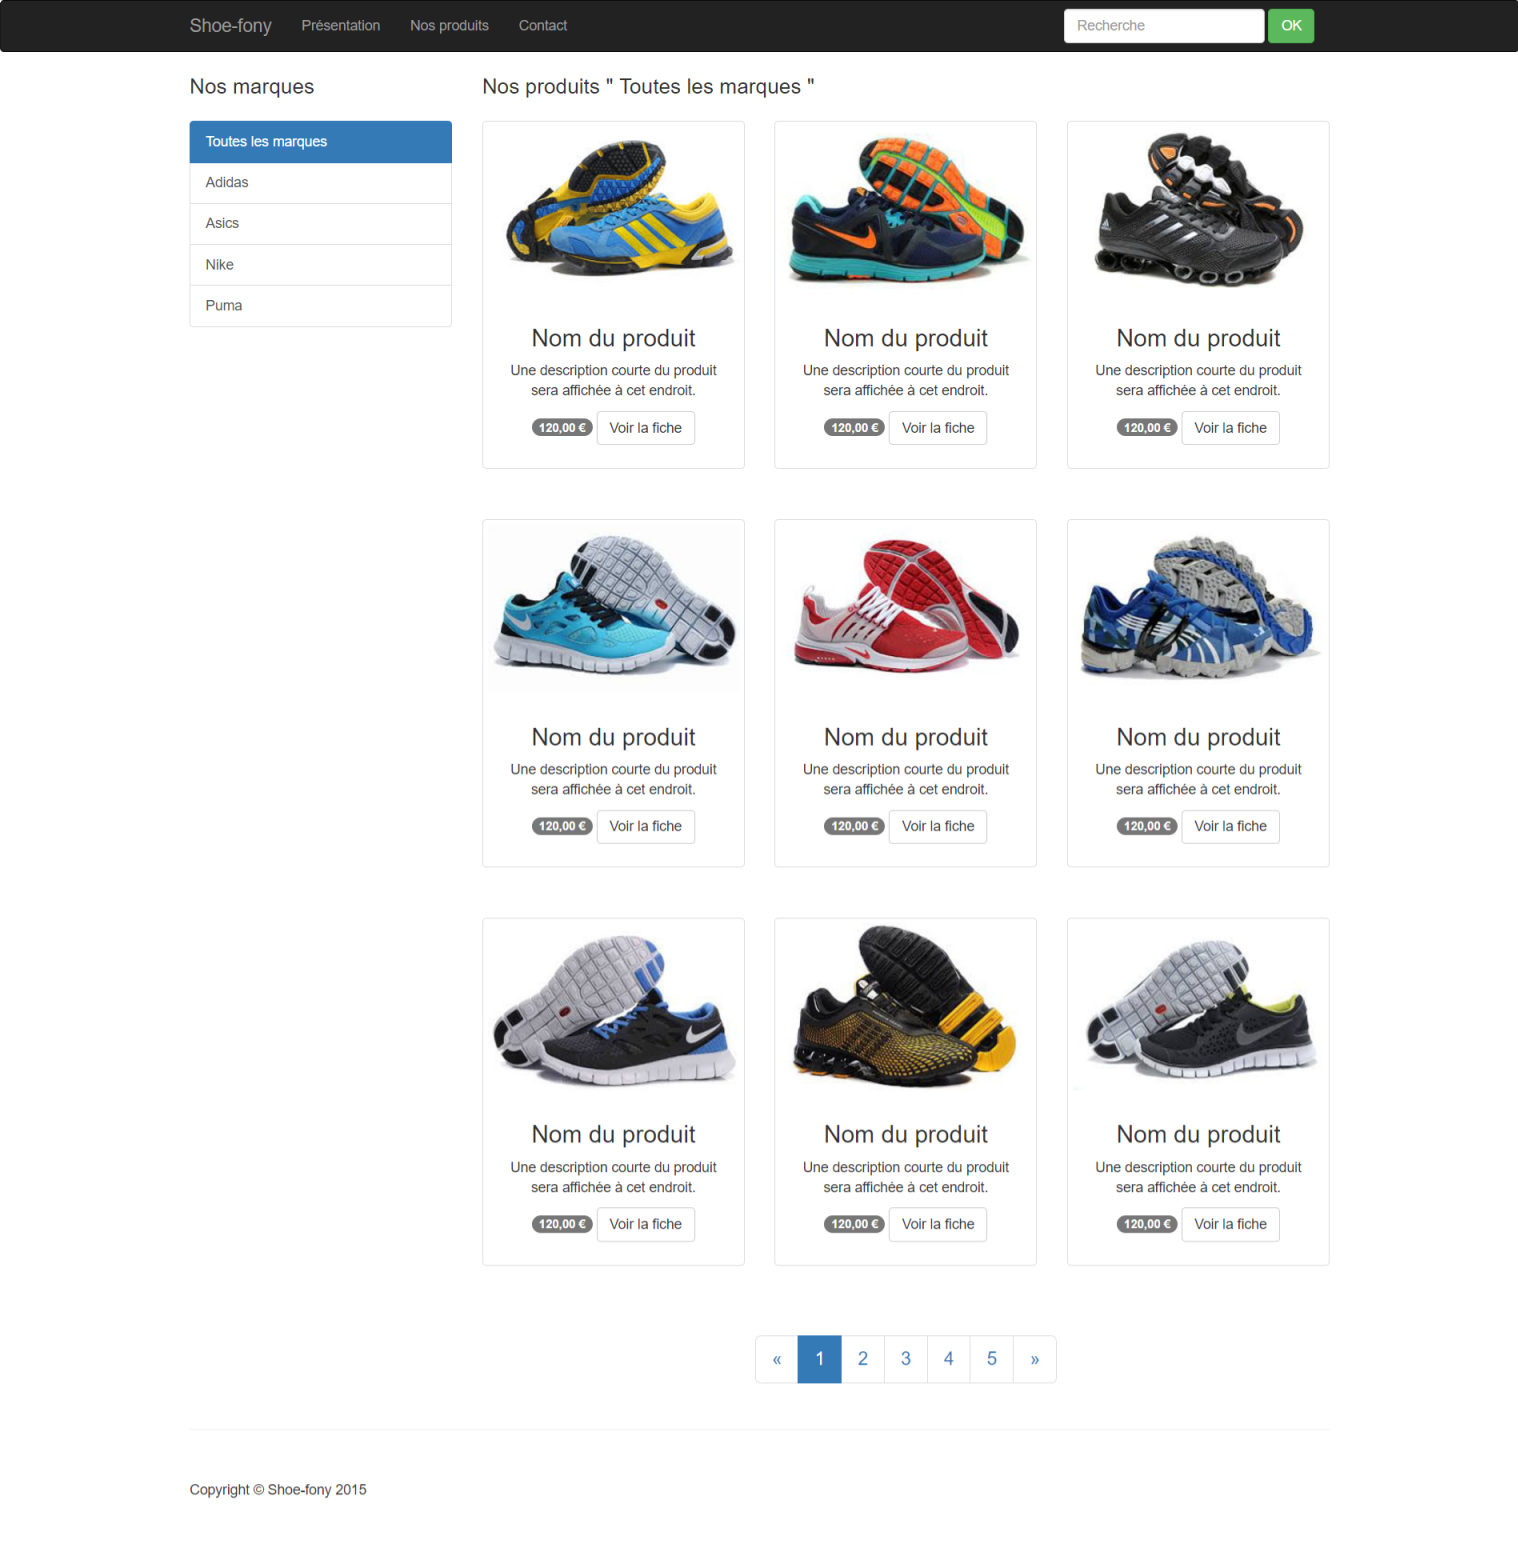 Shoe-fony Présentation Nos produits Contact Recherche OK
Nos marques
Toutes les marques
Adidas
Asics
Nike
Puma
Nos produits " Toutes les marques "
Nom du produit
Une description courte du produit
sera affichée à cet endroit.
120,00 € Voir la fiche
Nom du produit
Une description courte du produit
sera affichée à cet endroit.
120,00 € Voir la fiche
Nom du produit
Une description courte du produit
sera affichée à cet endroit.
120,00 € Voir la fiche
Nom du produit
Une description courte du produit
sera affichée à cet endroit.
120,00 € Voir la fiche
Nom du produit
Une description courte du produit
sera affichée à cet endroit.
120,00 € Voir la fiche
Nom du produit
Une description courte du produit
sera affichée à cet endroit.
120,00 € Voir la fiche
Nom du produit
Une description courte du produit
sera affichée à cet endroit.
120,00 € Voir la fiche
Nom du produit
Une description courte du produit
sera affichée à cet endroit.
120,00 € Voir la fiche
Nom du produit
Une description courte du produit
sera affichée à cet endroit.
120,00 € Voir la fiche
« 1 2 3 4 5 »
Copyright © Shoe-fony 2015